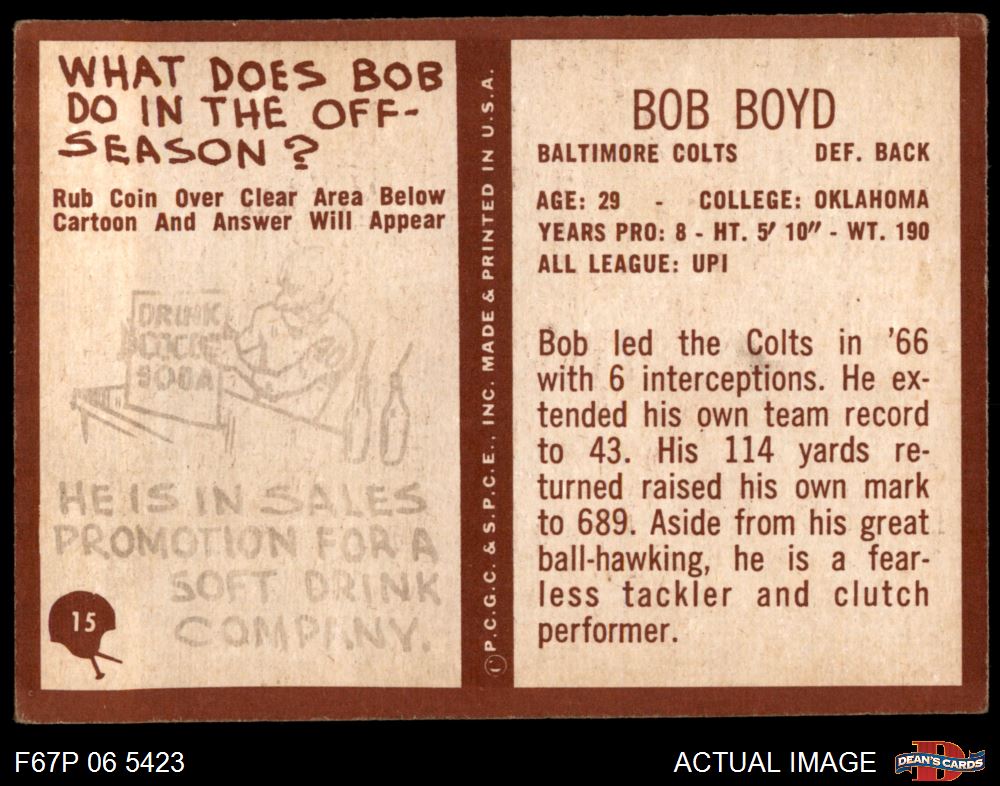 WHAT DOES BOB
DO IN THE OFF-
SEASON?
Rub Coin Over Clear Area Below
Cartoon And Answer Will Appear
DRINK
COCOE
SODA
HE IS IN SALES
PROMOTION FOR A
SOFT DRINK
COMPANY.
15
© P.C.G.C. & S.P.C.E., INC. MADE & PRINTED IN U.S.A.
BOB BOYD
BALTIMORE COLTS DEF. BACK
AGE: 29 - COLLEGE: OKLAHOMA
YEARS PRO: 8 - HT. 5' 10" - WT. 190
ALL LEAGUE: UPI
Bob led the Colts in '66
with 6 interceptions. He ex-
tended his own team record
to 43. His 114 yards re-
turned raised his own mark
to 689. Aside from his great
ball-hawking, he is a fear-
less tackler and clutch
performer.
F67P 06 5423
ACTUAL IMAGE
DEAN'S CARDS